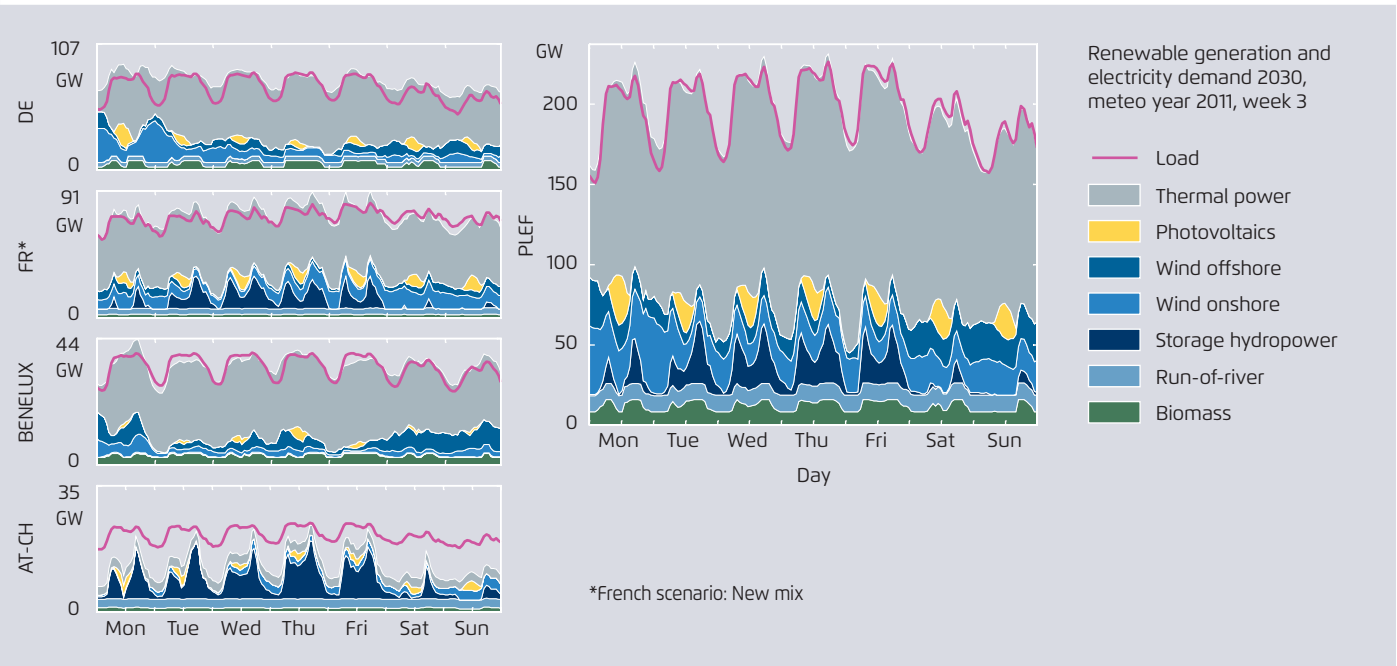 107
GW
DE
0
91
GW
FR*
0
44
GW
BENELUX
0
35
GW
AT-CH
0
Mon Tue Wed Thu Fri Sat Sun
GW
200
150
PLEF
100
50
0
Mon Tue Wed Thu Fri Sat Sun
Day
*French scenario: New mix
Renewable generation and
electricity demand 2030,
meteo year 2011, week 3
Load
Thermal power
Photovoltaics
Wind offshore
Wind onshore
Storage hydropower
Run-of-river
Biomass